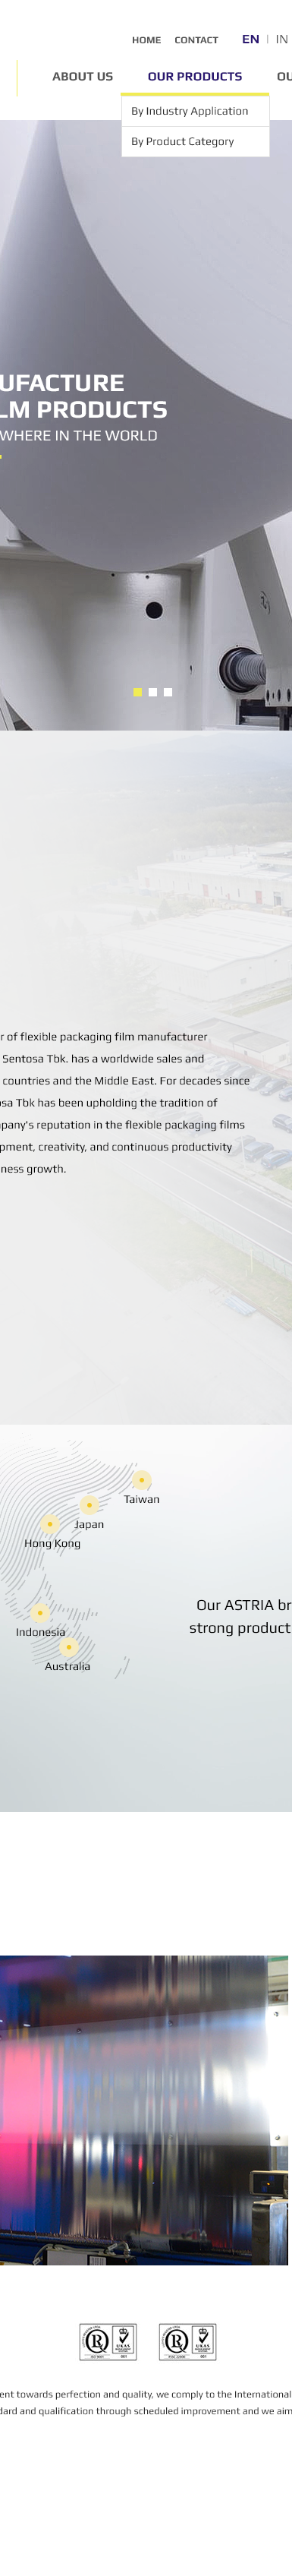 HOME CONTACT EN | IN
ABOUT US OUR PRODUCTS OU
By Industry Application
By Product Category
UFACTURE
LM PRODUCTS
WHERE IN THE WORLD
r of flexible packaging film manufacturer
Sentosa Tbk. has a worldwide sales and
countries and the Middle East. For decades since
sa Tbk has been upholding the tradition of
pany's reputation in the flexible packaging films
pment, creativity, and continuous productivity
ness growth.
Taiwan
Japan
Hong Kong
Indonesia
Australia
Our ASTRIA br
strong product
ent towards perfection and quality, we comply to the International
dard and qualification through scheduled improvement and we aim